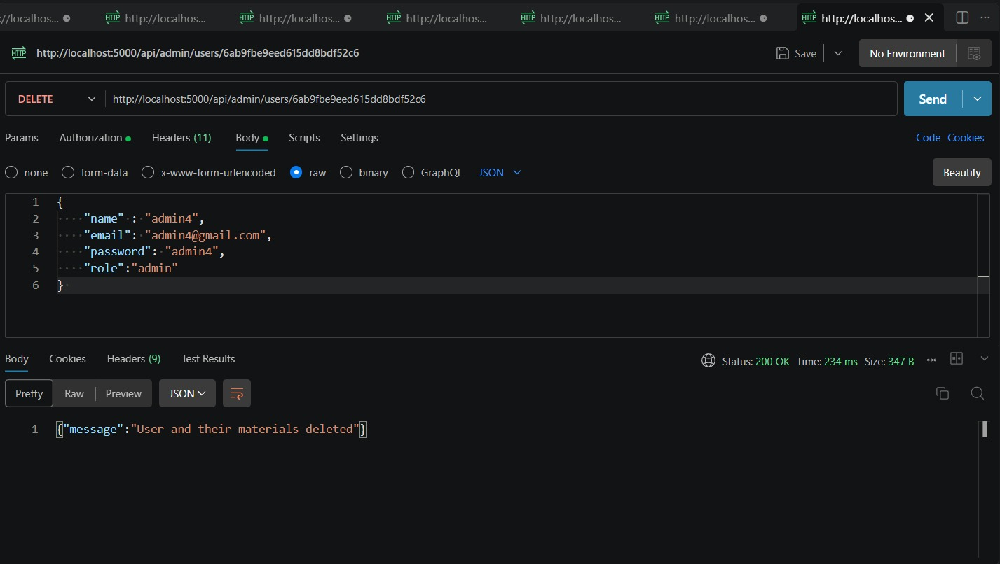 ://localhos...
HTTP http://localhos...
HTTP http://localhos...
HTTP http://localhos...
HTTP http://localhos...
HTTP http://localhos...
HTTP http://localhos...
HTTP http://localhost:5000/api/admin/users/6ab9fbe9eed615dd8bdf52c6 Save No Environment
DELETE http://localhost:5000/api/admin/users/6ab9fbe9eed615dd8bdf52c6 Send
Params Authorization Headers (11) Body Scripts Settings Code Cookies
none form-data x-www-form-urlencoded raw binary GraphQL JSON Beautify
1 {
2 "name" : "admin4",
3 "email": "admin4@gmail.com",
4 "password": "admin4",
5 "role":"admin"
6 }
Body Cookies Headers (9) Test Results Status: 200 OK Time: 234 ms Size: 347 B
Pretty Raw Preview JSON
1 {"message":"User and their materials deleted"}